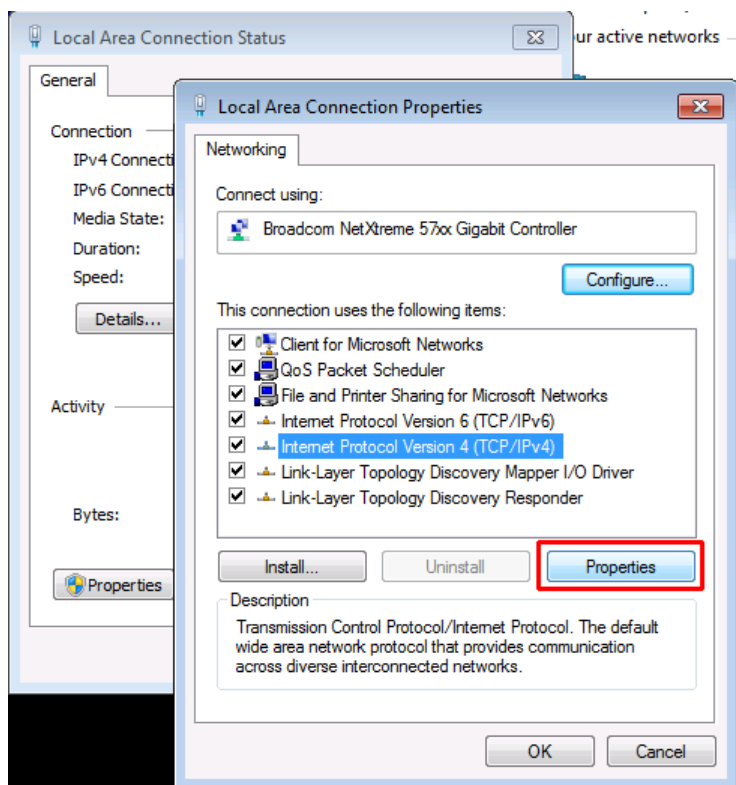 Local Area Connection Status
ur active networks
General
Connection
IPv4 Connecti
IPv6 Connecti
Media State:
Duration:
Speed:
Details...
Activity
Bytes:
Properties
Local Area Connection Properties
Networking
Connect using:
Broadcom NetXtreme 57xx Gigabit Controller
Configure...
This connection uses the following items:
Client for Microsoft Networks
QoS Packet Scheduler
File and Printer Sharing for Microsoft Networks
Internet Protocol Version 6 (TCP/IPv6)
Internet Protocol Version 4 (TCP/IPv4)
Link-Layer Topology Discovery Mapper I/O Driver
Link-Layer Topology Discovery Responder
Install...
Uninstall
Properties
Description
Transmission Control Protocol/Internet Protocol. The default
wide area network protocol that provides communication
across diverse interconnected networks.
OK
Cancel